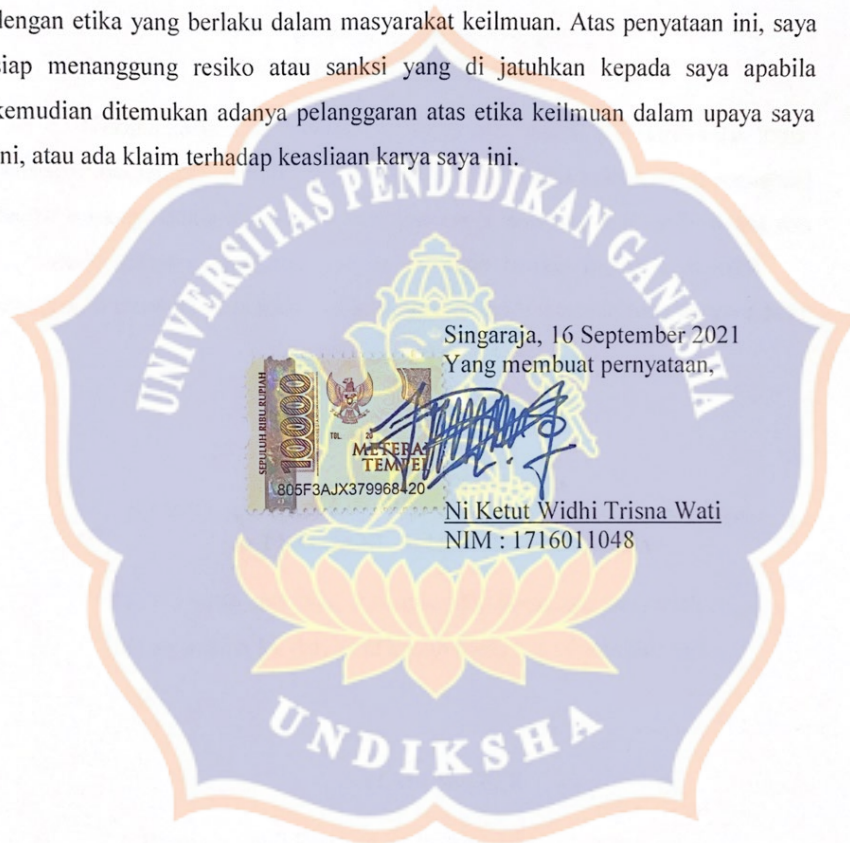 dengan etika yang berlaku dalam masyarakat keilmuan. Atas penyataan ini, saya
siap menanggung resiko atau sanksi yang di jatuhkan kepada saya apabila
kemudian ditemukan adanya pelanggaran atas etika keilmuan dalam upaya saya
ini, atau ada klaim terhadap keasliaan karya saya ini.
UNIVERSITAS PENDIDIKAN GANESHA
Singaraja, 16 September 2021
Yang membuat pernyataan,
SEPULUH RIBU RUPIAH
10000
TGL. 20
METERAI
TEMPEL
805F3AJX379968420
Ni Ketut Widhi Trisna Wati
NIM : 1716011048
UNDIKSHA